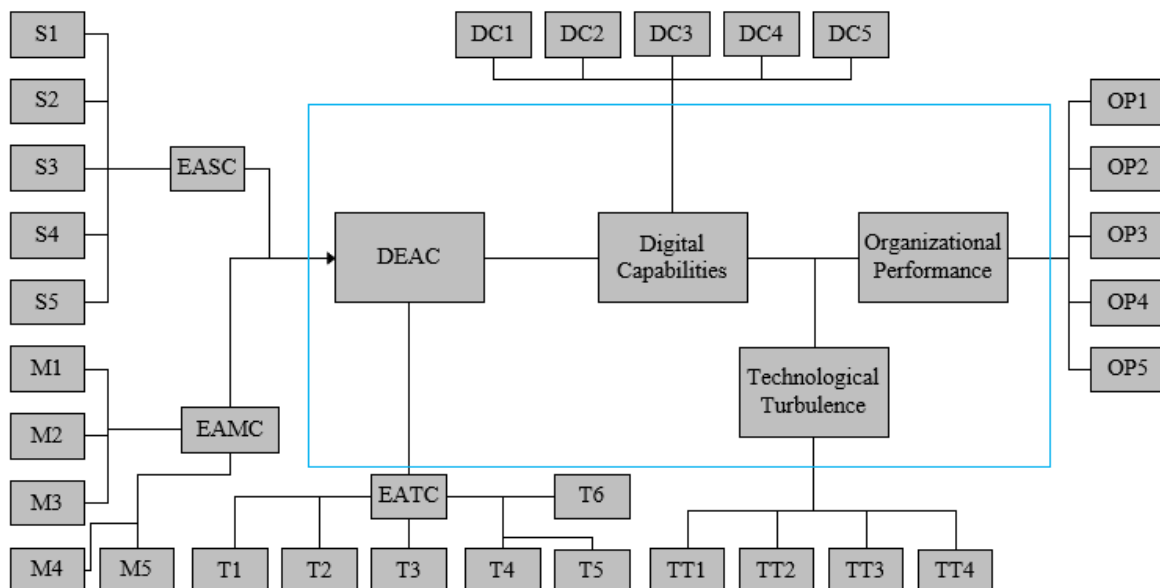 S1
DC1
DC2
DC3
DC4
DC5
S2
OP1
S3
EASC
OP2
S4
DEAC
Digital
Capabilities
Organizational
Performance
OP3
S5
OP4
M1
Technological
Turbulence
OP5
M2
EAMC
M3
EATC
T6
M4
M5
T1
T2
T3
T4
T5
TT1
TT2
TT3
TT4